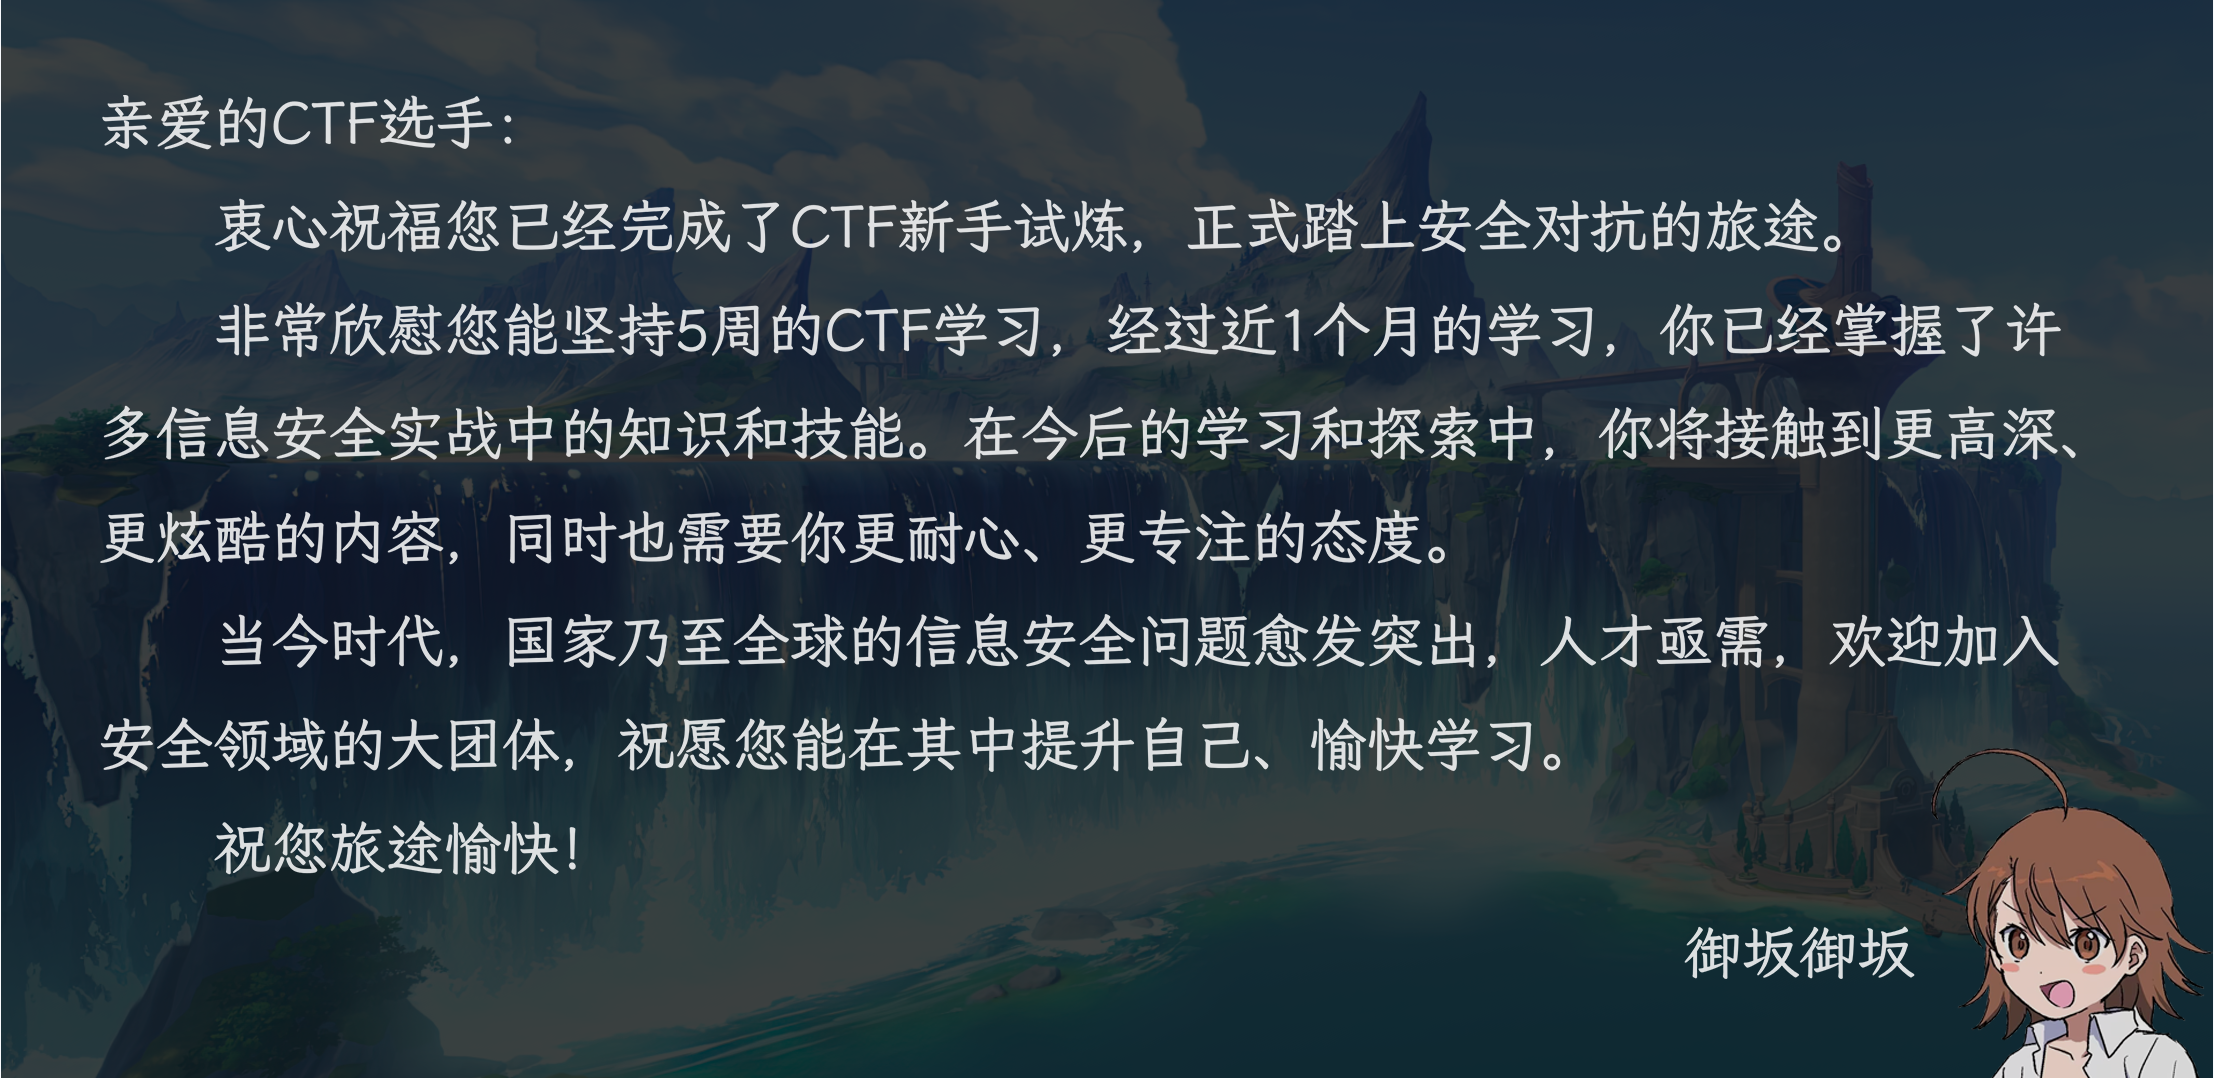 亲爱的CTF选手：
衷心祝福您已经完成了CTF新手试炼，正式踏上安全对抗的旅途。
非常欣慰您能坚持5周的CTF学习，经过近1个月的学习，你已经掌握了许
多信息安全实战中的知识和技能。在今后的学习和探索中，你将接触到更高深、
更炫酷的内容，同时也需要你更耐心、更专注的态度。
当今时代，国家乃至全球的信息安全问题愈发突出，人才亟需，欢迎加入
安全领域的大团体，祝愿您能在其中提升自己、愉快学习。
祝您旅途愉快！
御坂御坂